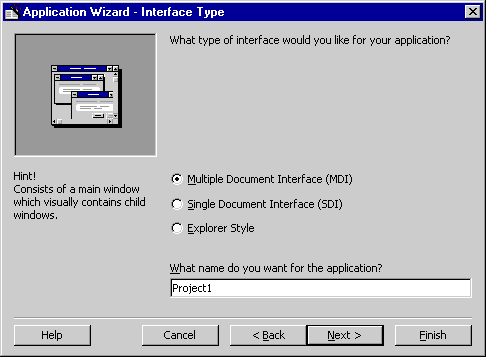 Application Wizard - Interface Type
What type of interface would you like for your application?
Hint!
Consists of a main window
which visually contains child
windows.
Multiple Document Interface (MDI)
Single Document Interface (SDI)
Explorer Style
What name do you want for the application?
Project1
Help
Cancel
< Back
Next >
Finish